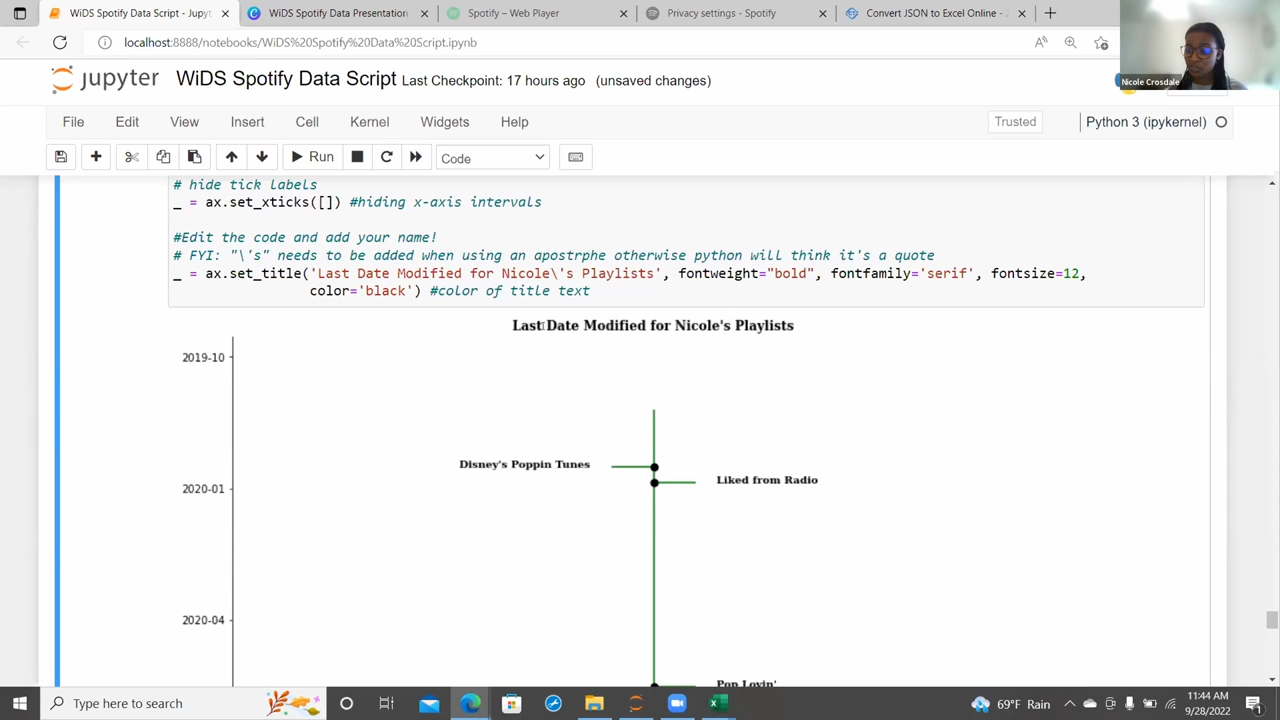 WiDS Spotify Data Script - Jupyt
WiDS Spotify Data Presentation
Spotify – Web Player
Privacy settings - Spotify
Convert JSON to Excel Online -
localhost:8888/notebooks/WiDS%20Spotify%20Data%20Script.ipynb
Nicole Crosdale
jupyter WiDS Spotify Data Script Last Checkpoint: 17 hours ago (unsaved changes)
File Edit View Insert Cell Kernel Widgets Help
Trusted
Python 3 (ipykernel)
Run
Code
# hide tick labels
_ = ax.set_xticks([]) #hiding x-axis intervals
#Edit the code and add your name!
# FYI: "\'s" needs to be added when using an apostrphe otherwise python will think it's a quote
_ = ax.set_title('Last Date Modified for Nicole\'s Playlists', fontweight="bold", fontfamily='serif', fontsize=12,
color='black') #color of title text
Last Date Modified for Nicole's Playlists
2019-10
Disney's Poppin Tunes
Liked from Radio
2020-01
2020-04
Pop Lovin'
Type here to search
69°F Rain
11:44 AM
9/28/2022
1